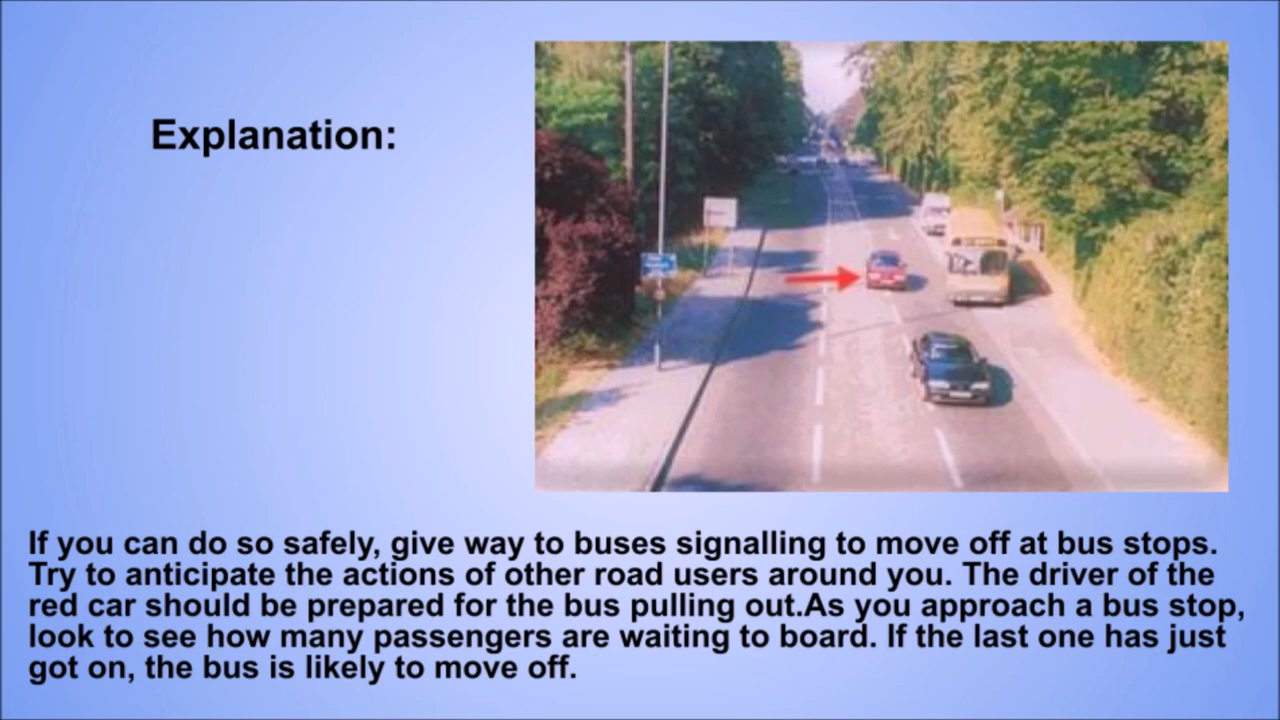 Explanation:
If you can do so safely, give way to buses signalling to move off at bus stops.
Try to anticipate the actions of other road users around you. The driver of the
red car should be prepared for the bus pulling out.As you approach a bus stop,
look to see how many passengers are waiting to board. If the last one has just
got on, the bus is likely to move off.